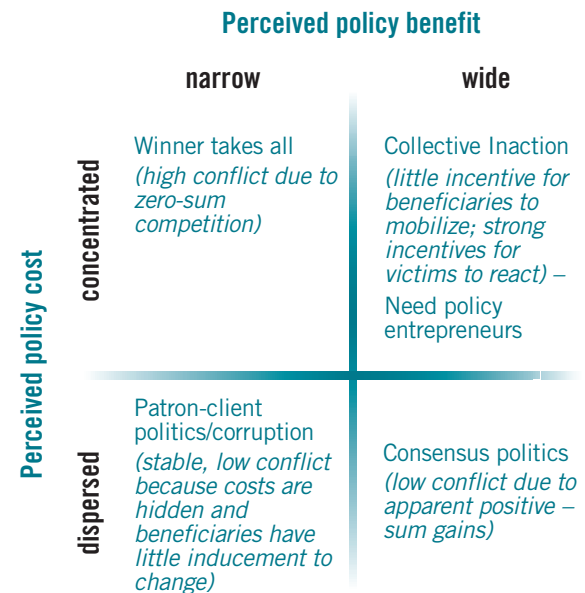 Perceived policy benefit
narrow
wide
Perceived policy cost
concentrated
Winner takes all
(high conflict due to
zero-sum
competition)
Collective Inaction
(little incentive for
beneficiaries to
mobilize; strong
incentives for
victims to react) –
Need policy
entrepreneurs
dispersed
Patron-client
politics/corruption
(stable, low conflict
because costs are
hidden and
beneficiaries have
little inducement to
change)
Consensus politics
(low conflict due to
apparent positive –
sum gains)